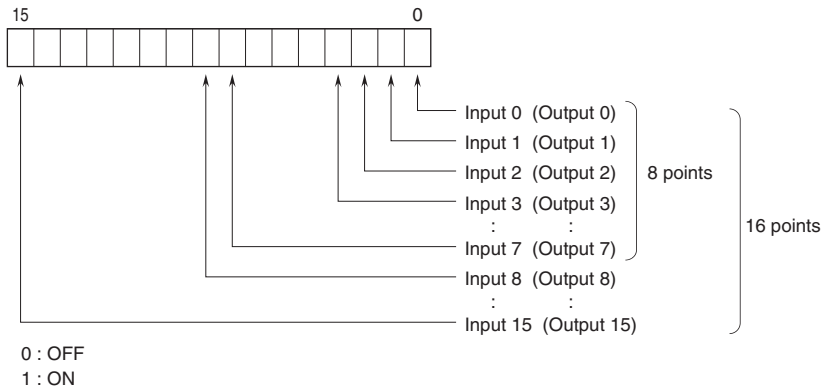 15 0
Input 0 (Output 0)
Input 1 (Output 1)
Input 2 (Output 2)
8 points
Input 3 (Output 3)
: :
16 points
Input 7 (Output 7)
Input 8 (Output 8)
: :
Input 15 (Output 15)
0 : OFF
1 : ON